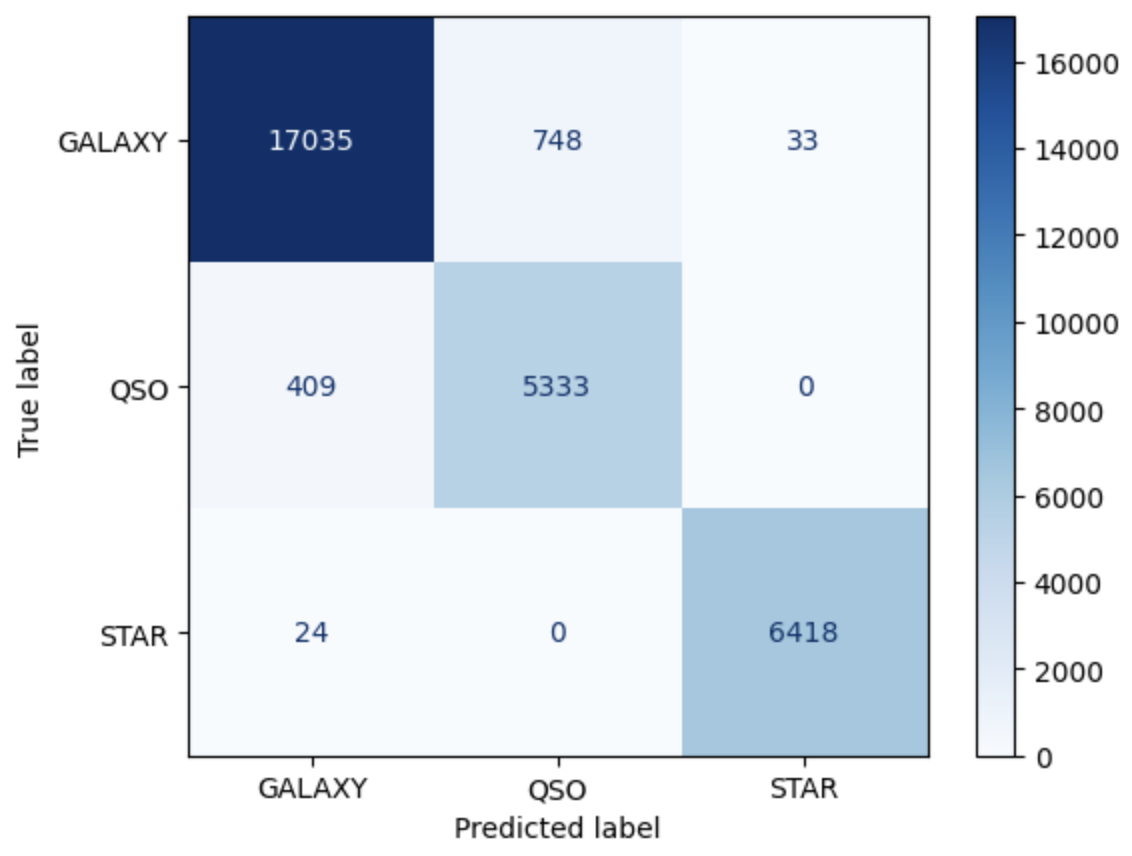 True label
GALAXY
17035 748 33
QSO
409 5333 0
STAR
24 0 6418
GALAXY QSO STAR
Predicted label
16000
14000
12000
10000
8000
6000
4000
2000
0